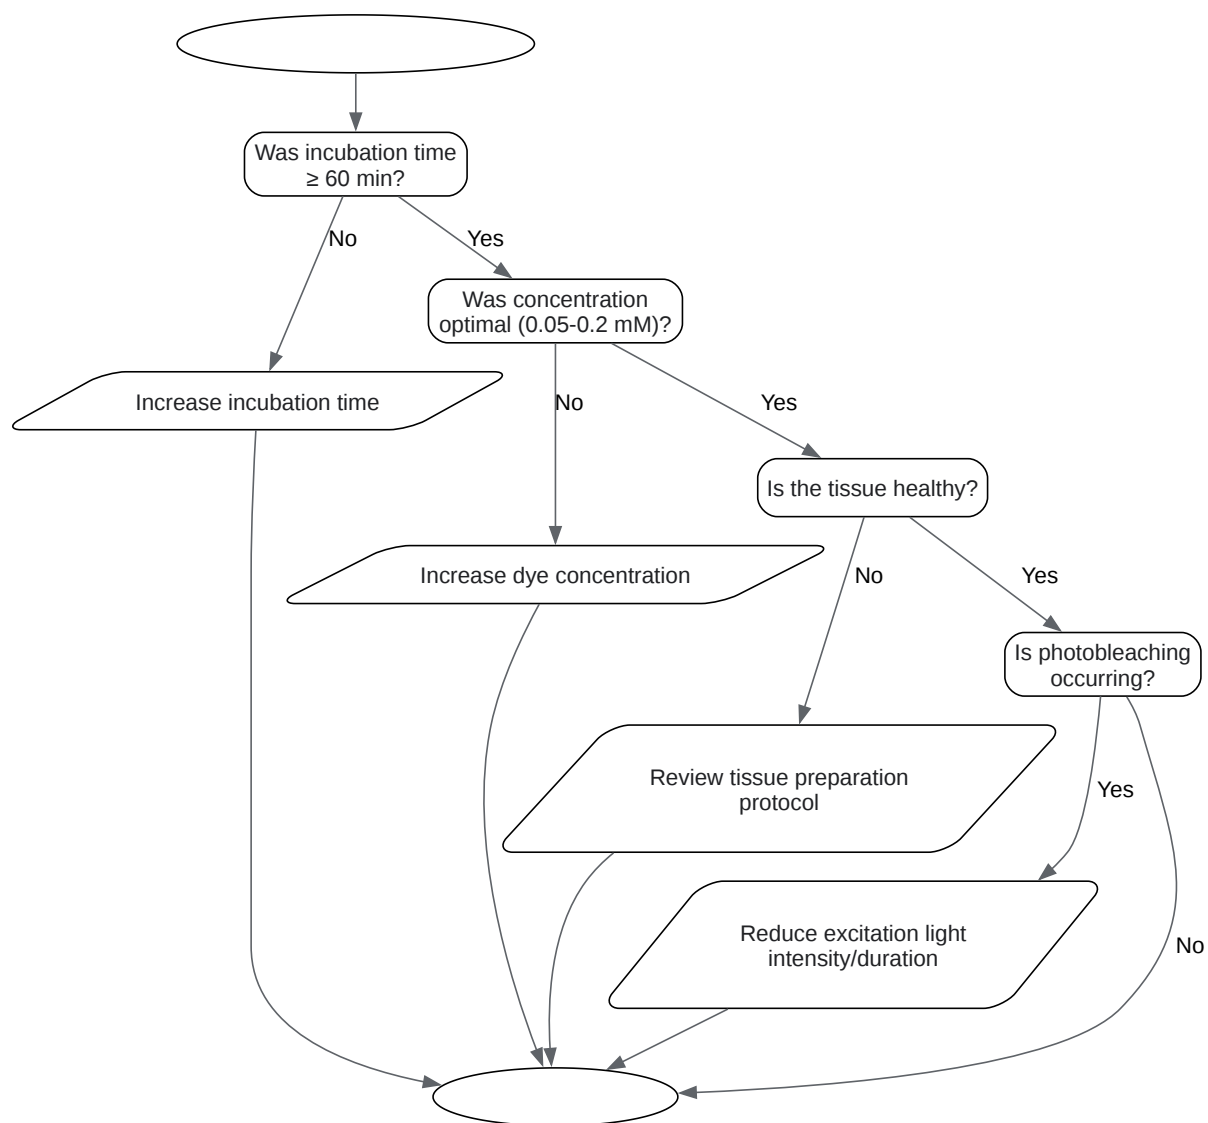 Was incubation time
≥ 60 min?
No
Yes
Was concentration
optimal (0.05-0.2 mM)?
Increase incubation time
No
Yes
Is the tissue healthy?
Increase dye concentration
No
Yes
Is photobleaching
occurring?
Review tissue preparation
protocol
Yes
Reduce excitation light
intensity/duration
No